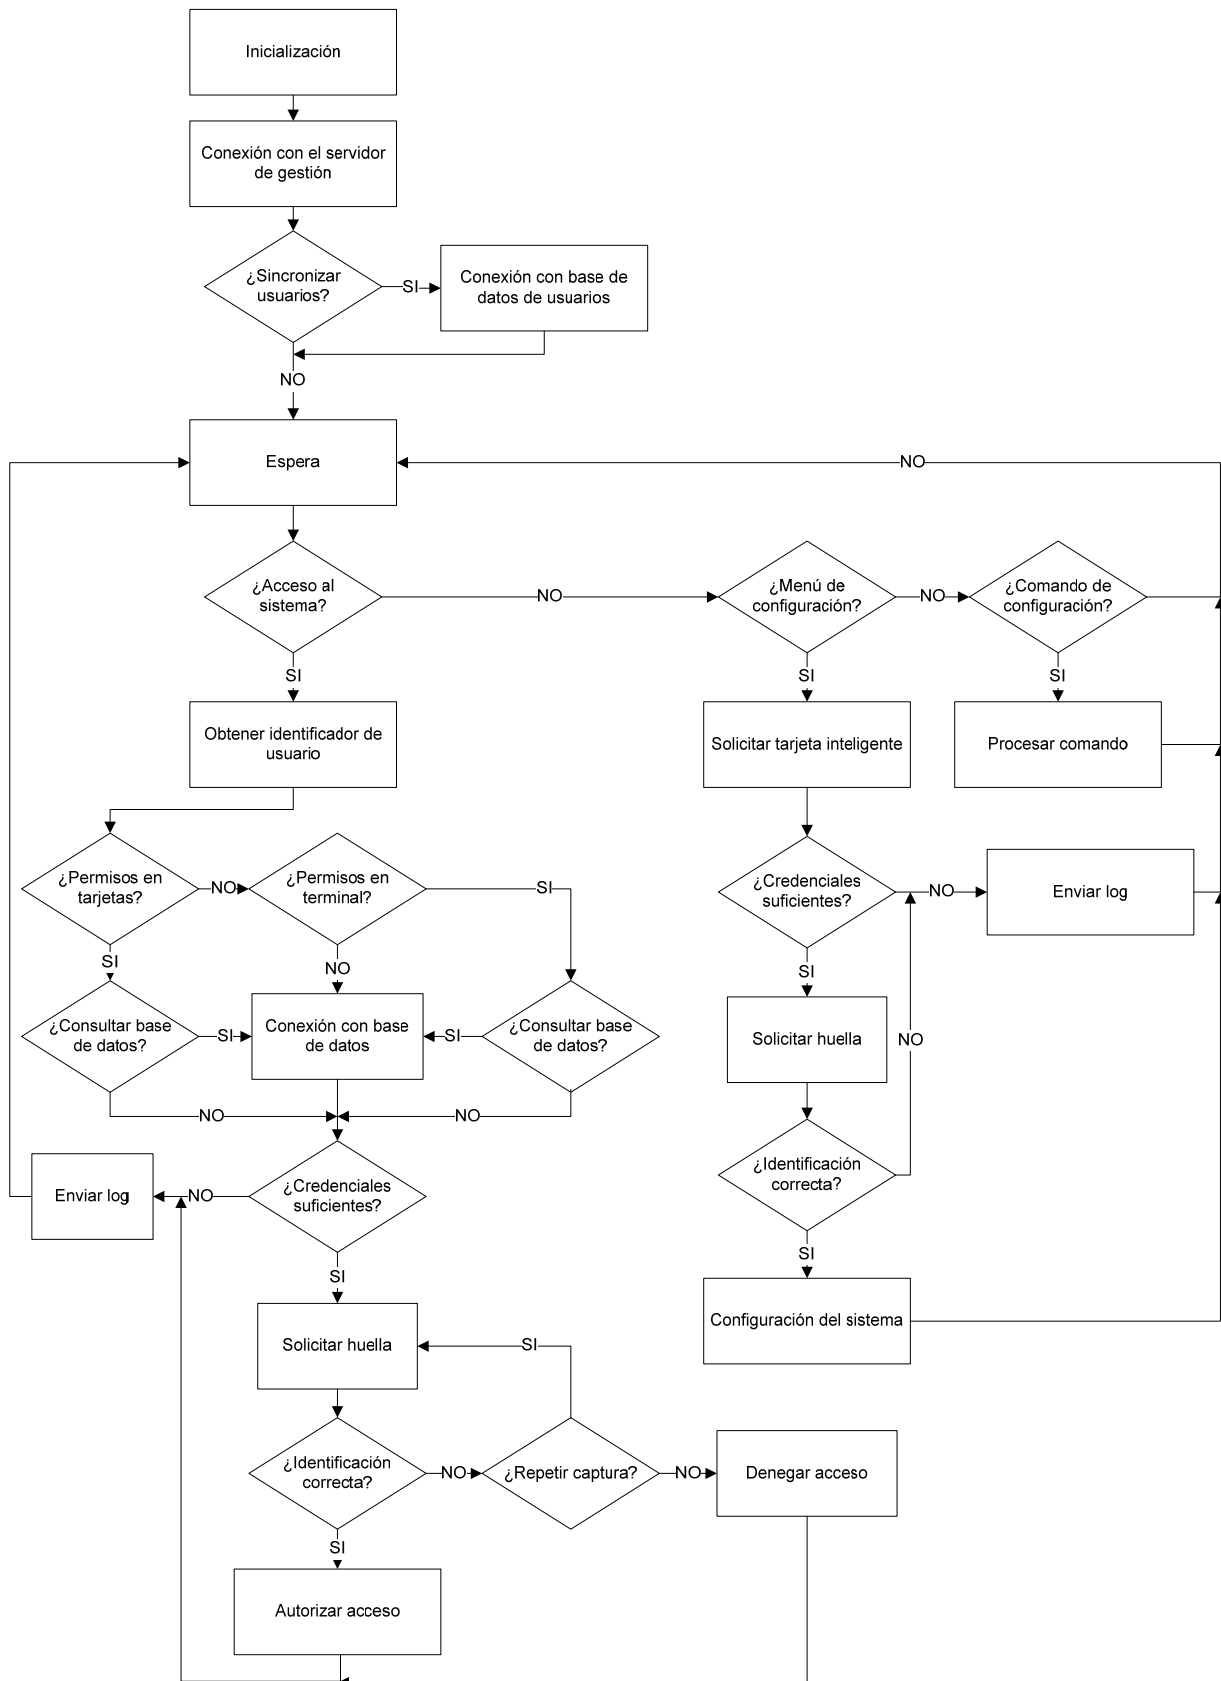 Inicialización
Conexión con el servidor
de gestión
¿Sincronizar
usuarios?
SI
Conexión con base de
datos de usuarios
NO
Espera
NO
¿Acceso al
sistema?
NO
¿Menú de
configuración?
NO
¿Comando de
configuración?
SI
SI
SI
Obtener identificador de
usuario
Solicitar tarjeta inteligente
Procesar comando
¿Permisos en
tarjetas?
NO
¿Permisos en
terminal?
SI
¿Credenciales
suficientes?
NO
Enviar log
SI
NO
SI
¿Consultar base
de datos?
SI
Conexión con base
de datos
SI
¿Consultar base
de datos?
Solicitar huella
NO
NO
NO
¿Identificación
correcta?
Enviar log
NO
¿Credenciales
suficientes?
SI
SI
Configuración del sistema
Solicitar huella
SI
¿Identificación
correcta?
NO
¿Repetir captura?
NO
Denegar acceso
SI
Autorizar acceso